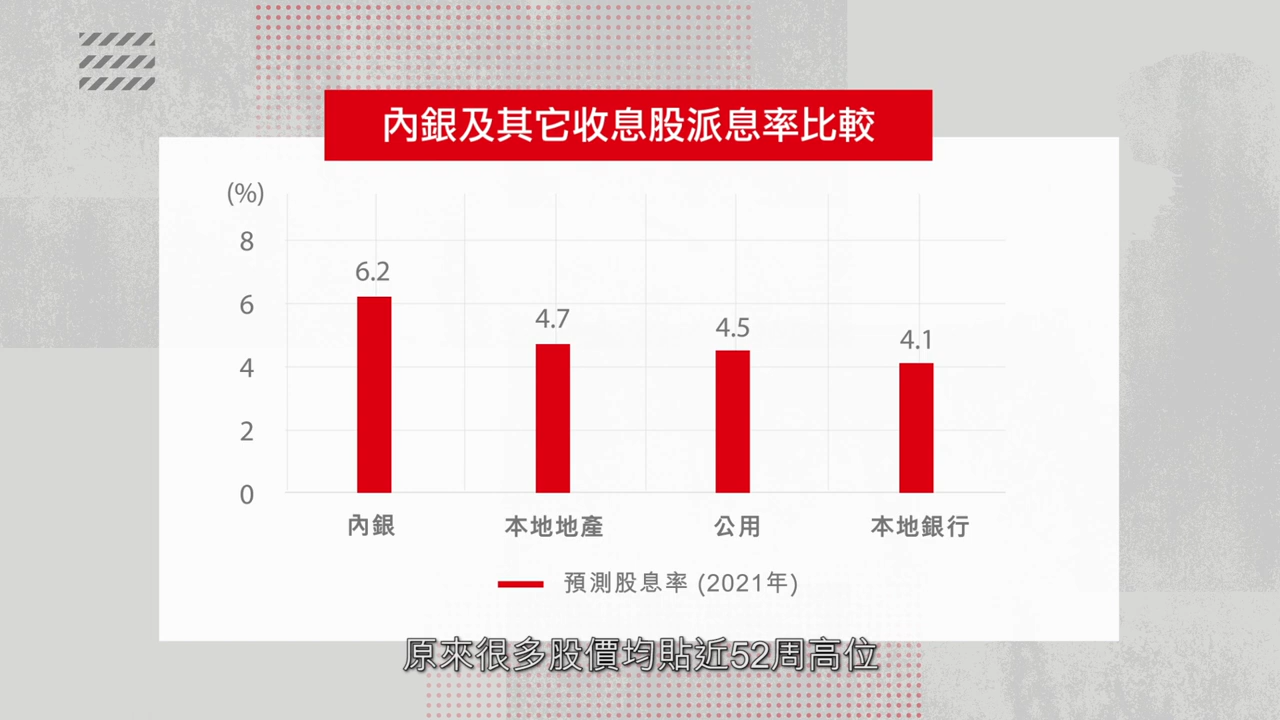 內銀及其它收息股派息率比較
(%)
8
6
4
2
0
6.2
4.7
4.5
4.1
內銀
本地地產
公用
本地銀行
預測股息率 (2021年)
原來很多股價均貼近52周高位